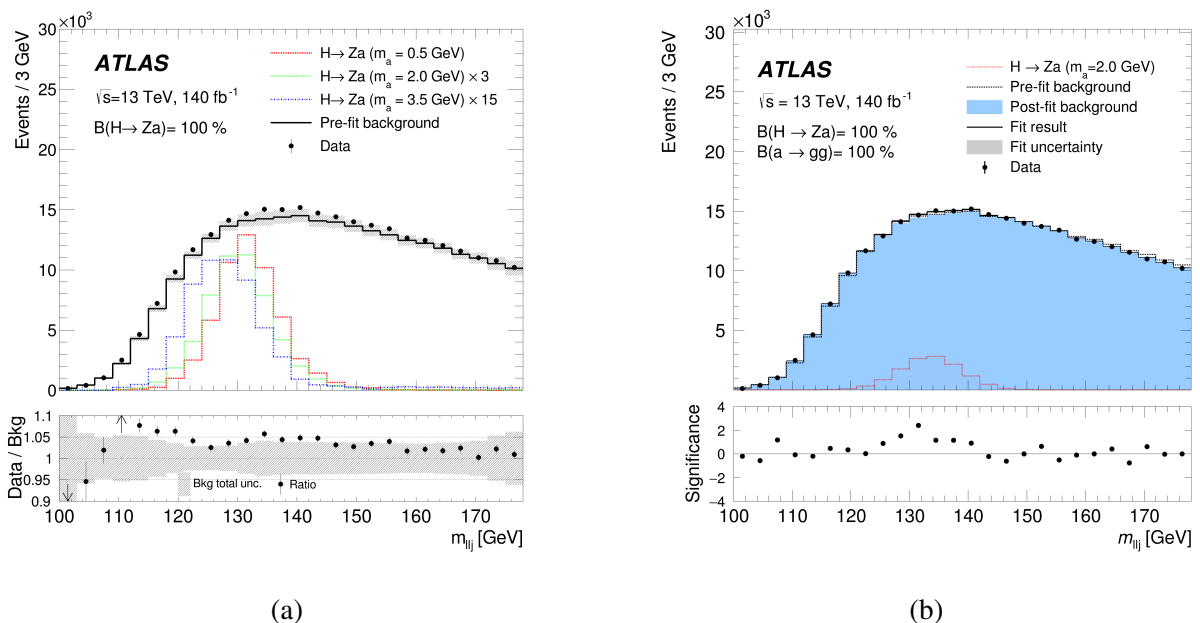 30 ×10³
ATLAS
√s=13 TeV, 140 fb⁻¹
B(H→ Za)= 100 %
H→ Za (mₐ = 0.5 GeV)
H→ Za (mₐ = 2.0 GeV) × 3
H→ Za (mₐ = 3.5 GeV) × 15
Pre-fit background
Data
Events / 3 GeV
25
20
15
10
5
0
1.1
1.05
1
0.95
0.9
Data / Bkg
Bkg total unc.
Ratio
100 110 120 130 140 150 160 170
m_llj [GeV]
(a)
×10³
30
ATLAS
√s = 13 TeV, 140 fb⁻¹
B(H → Za)= 100 %
B(a → gg)= 100 %
H → Za (mₐ=2.0 GeV)
Pre-fit background
Post-fit background
Fit result
Fit uncertainty
Data
Events / 3 GeV
25
20
15
10
5
0
4
2
0
−2
−4
Significance
100 110 120 130 140 150 160 170
m_llj [GeV]
(b)